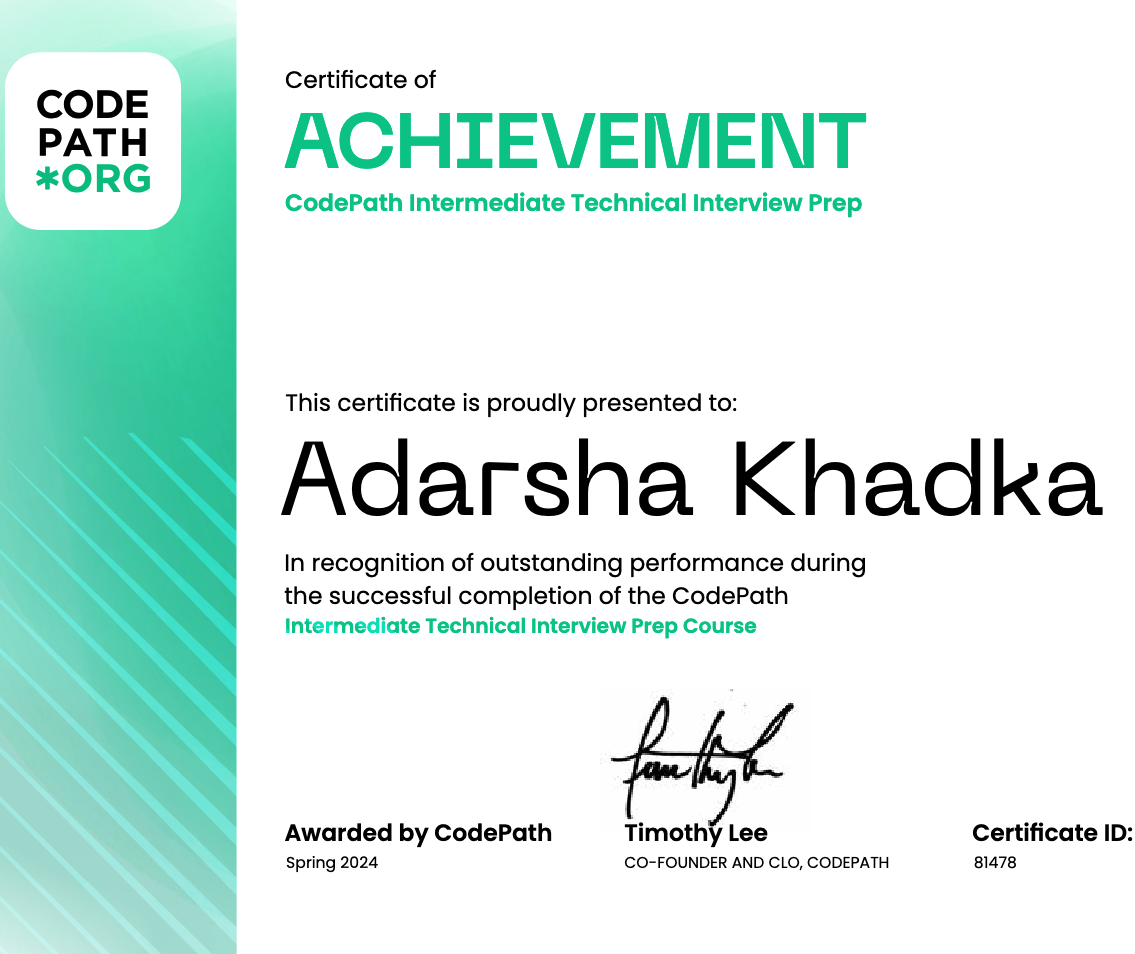 CODE
PATH
*ORG
Certificate of
ACHIEVEMENT
CodePath Intermediate Technical Interview Prep
This certificate is proudly presented to:
Adarsha Khadka
In recognition of outstanding performance during
the successful completion of the CodePath
Intermediate Technical Interview Prep Course
Awarded by CodePath
Spring 2024
Timothy Lee
CO-FOUNDER AND CLO, CODEPATH
Certificate ID:
81478